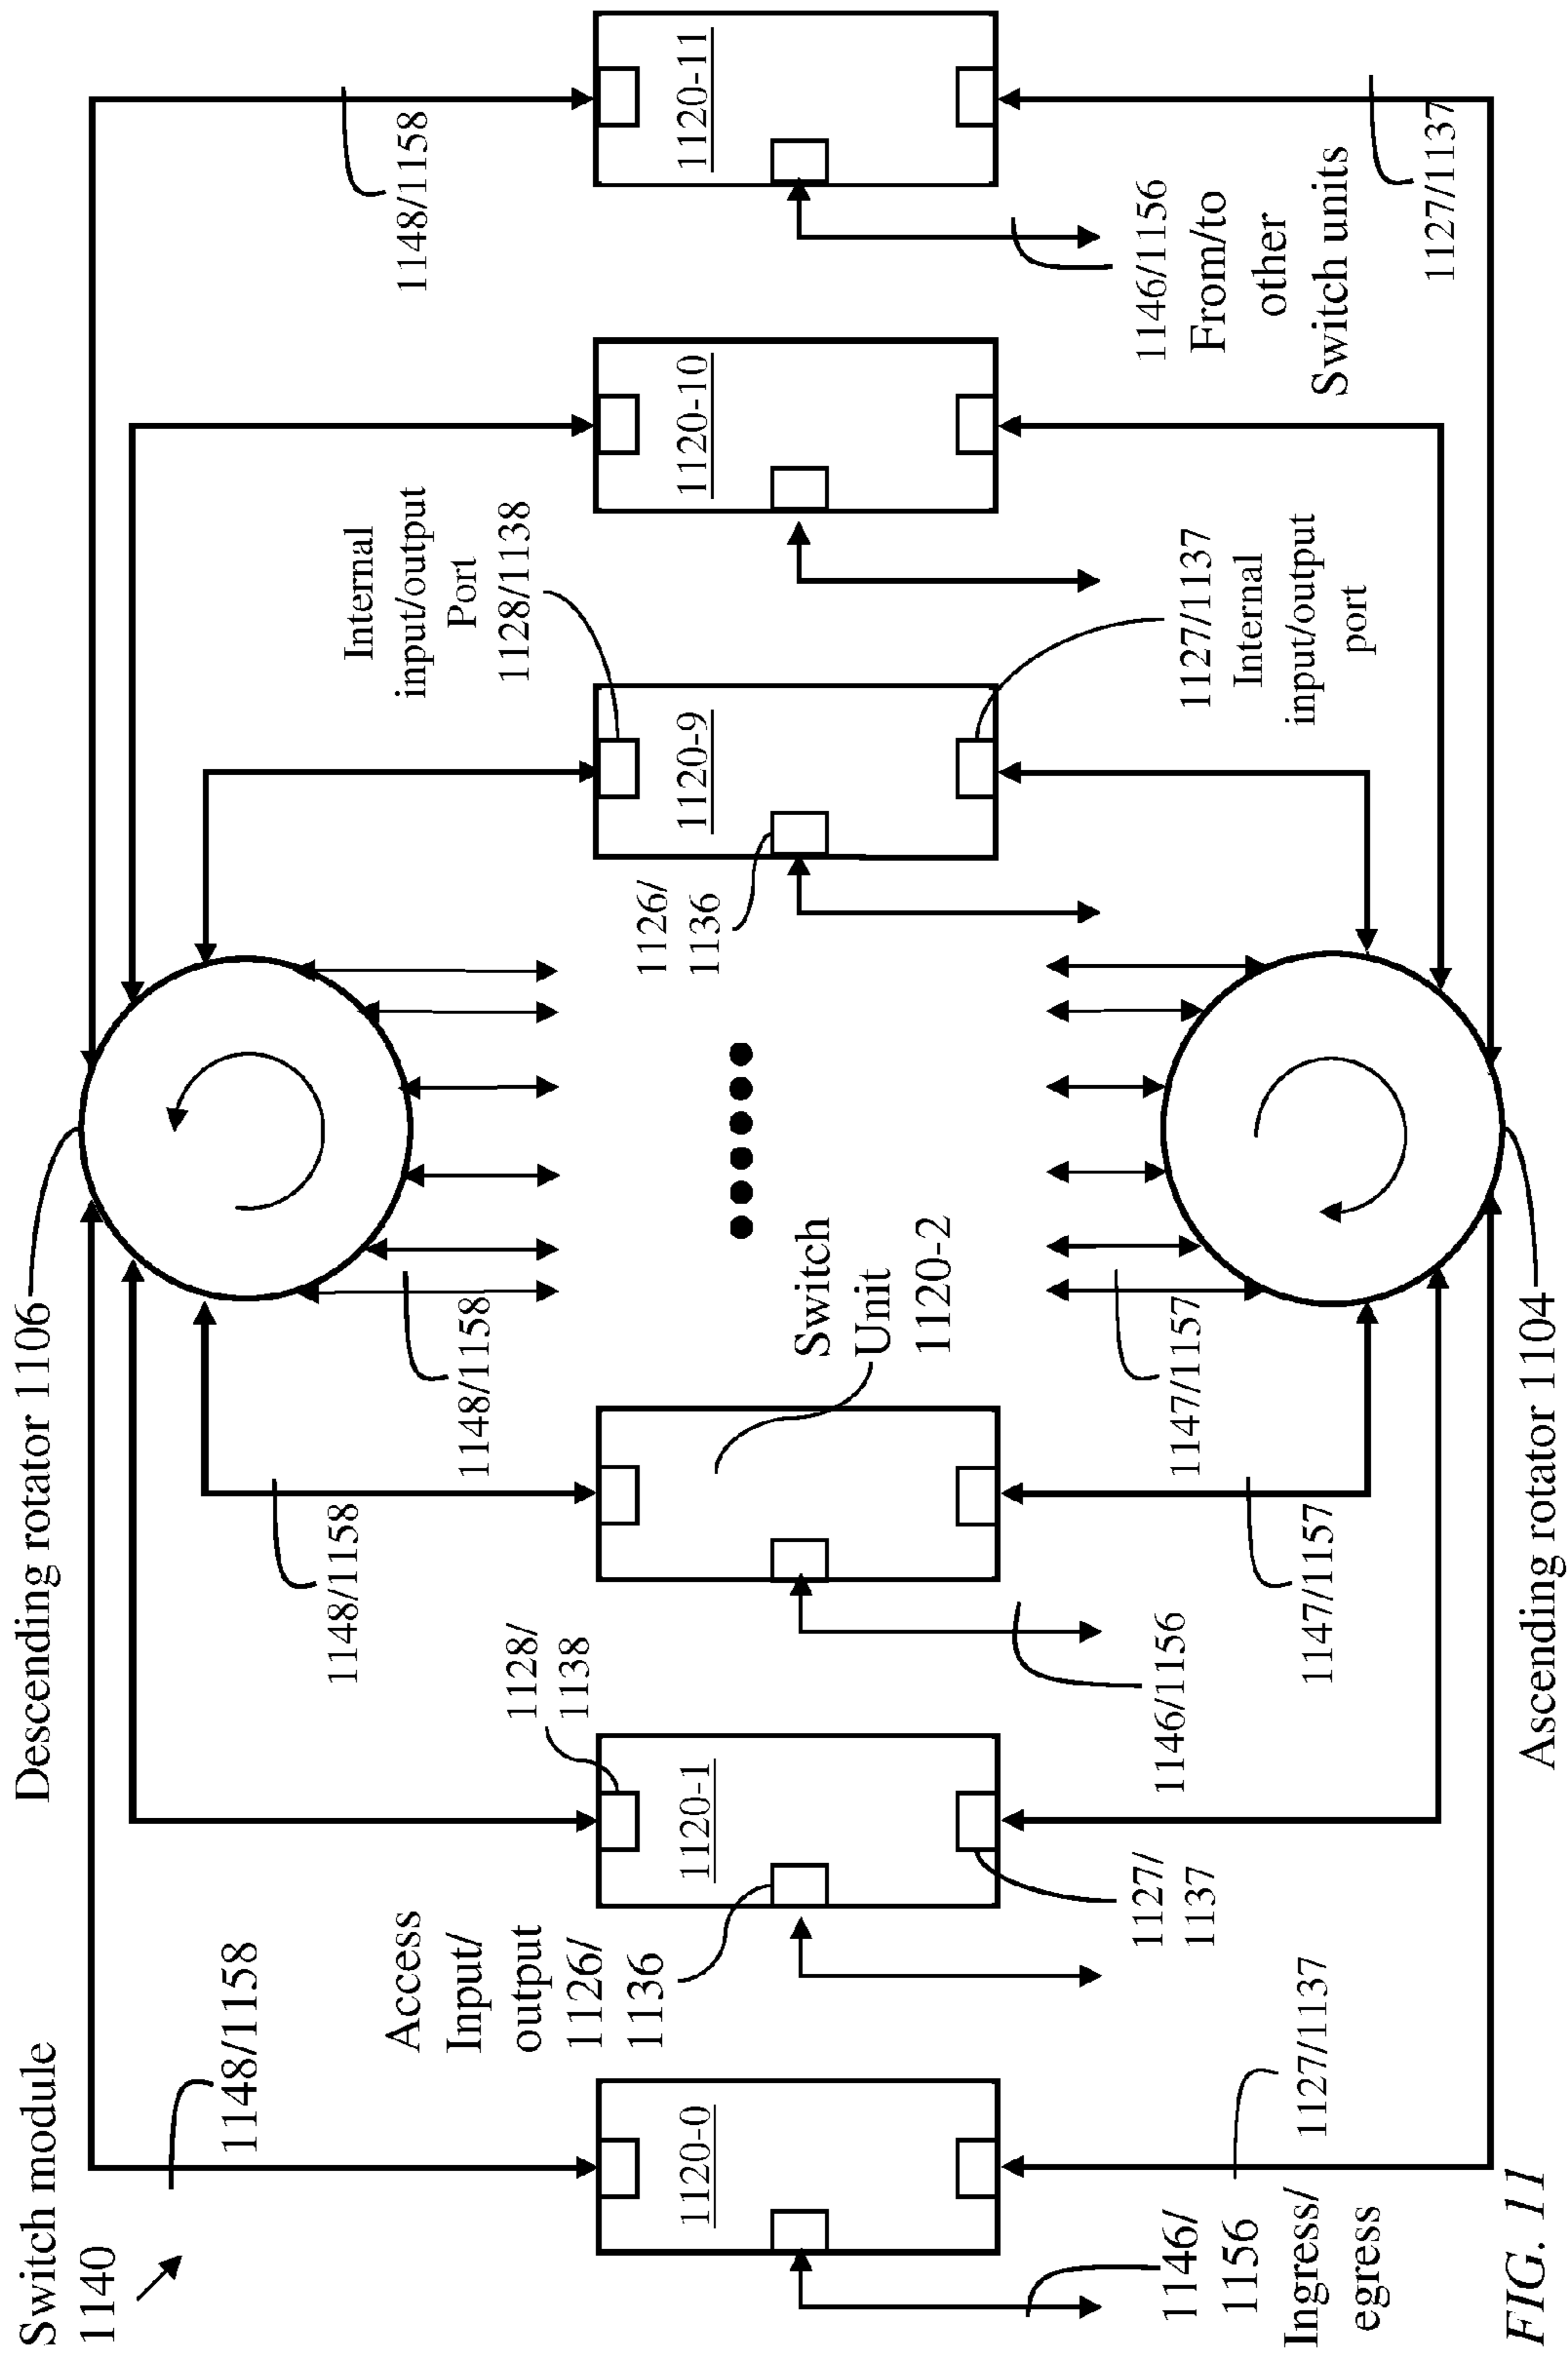 Switch module
1140
Descending rotator 1106
1148/1158
1148/1158
1148/1158
1148/1158
Access
Input/
output
1126/
1136
1128/
1138
1126/
1136
Internal
input/output
Port
1128/1138
1120-0
1120-1
Switch
Unit
1120-2
1120-9
1120-10
1120-11
1146/
1156
Ingress/
egress
1127/1137
1127/
1137
1146/1156
1147/1157
1147/1157
1127/1137
Internal
input/output
port
1146/1156
From/to
other
Switch units
1127/1137
Ascending rotator 1104
FIG. 11